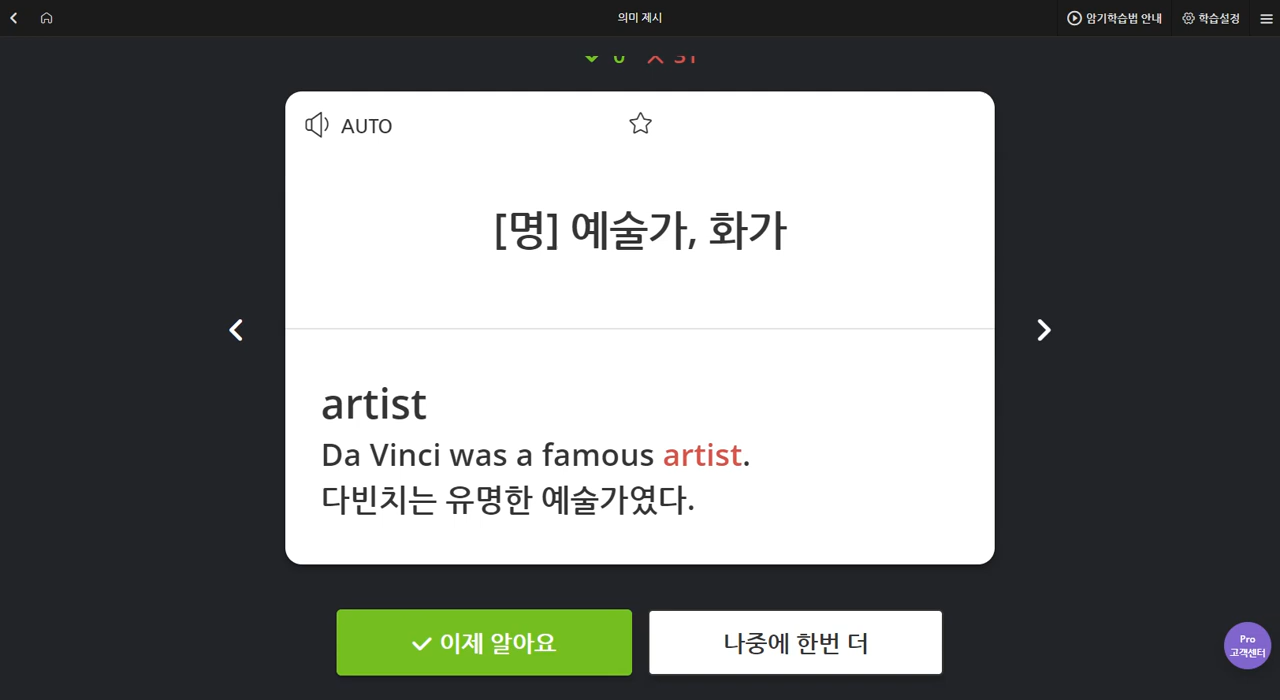 의미 제시
암기학습법 안내
학습설정
AUTO
[명] 예술가, 화가
artist
Da Vinci was a famous artist.
다빈치는 유명한 예술가였다.
이제 알아요
나중에 한번 더
Pro
고객센터